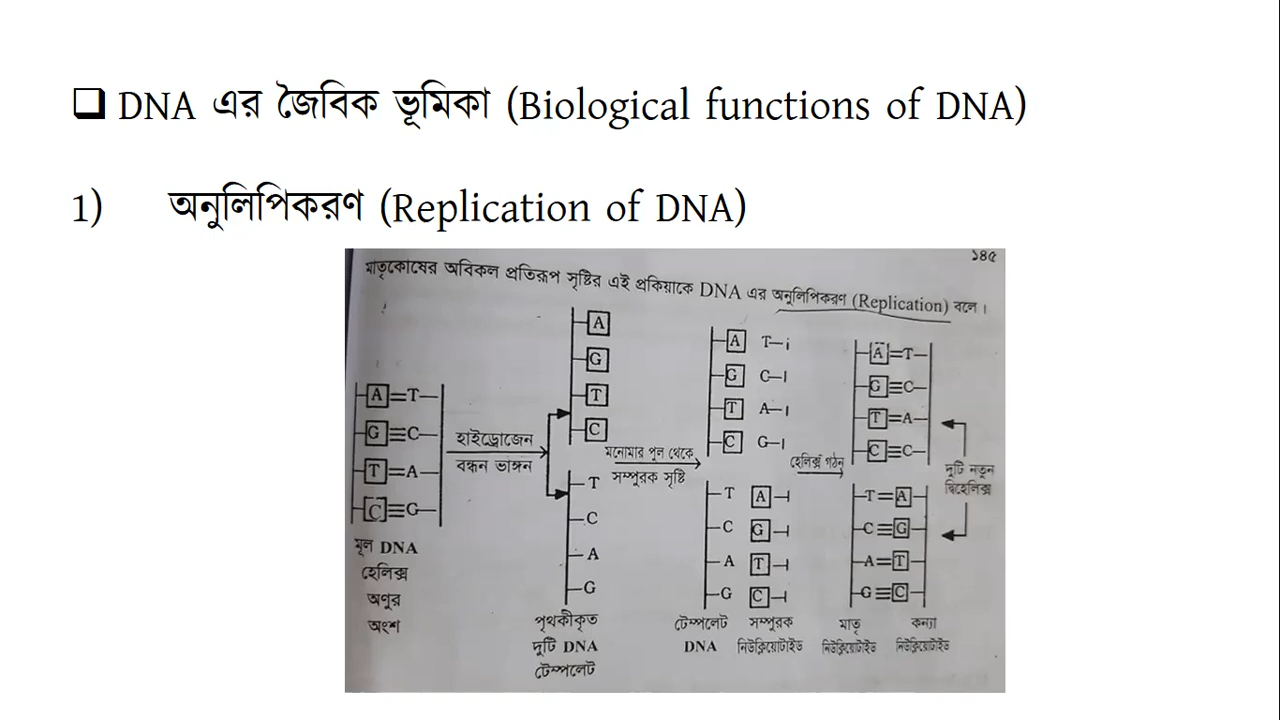 ❑ DNA এর জৈবিক ভূমিকা (Biological functions of DNA)
1) অনুলিপিকরণ (Replication of DNA)
১৪৫
মাতৃকোষের অবিকল প্রতিরূপ সৃষ্টির এই প্রকিয়াকে DNA এর অনুলিপিকরণ (Replication) বলে।
A=T
G≡C
T=A
C≡G
মূল DNA
হেলিক্স
অণুর
অংশ
হাইড্রোজেন
বন্ধন ভাঙ্গন
A
G
T
C
T
C
A
G
পৃথকীকৃত
দুটি DNA
টেম্পলেট
মনোমার পুল থেকে
সম্পুরক সৃষ্টি
A T
G C
T A
C G
T A
C G
A T
G C
টেম্পলেট
DNA
সম্পুরক
নিউক্লিয়োটাইড
হেলিক্স গঠন
A=T
G≡C
T=A
C≡C
T=A
C≡G
A=T
G≡C
মাতৃ
নিউক্লিয়োটাইড
কন্যা
নিউক্লিয়োটাইড
দুটি নতুন
দ্বিহেলিক্স